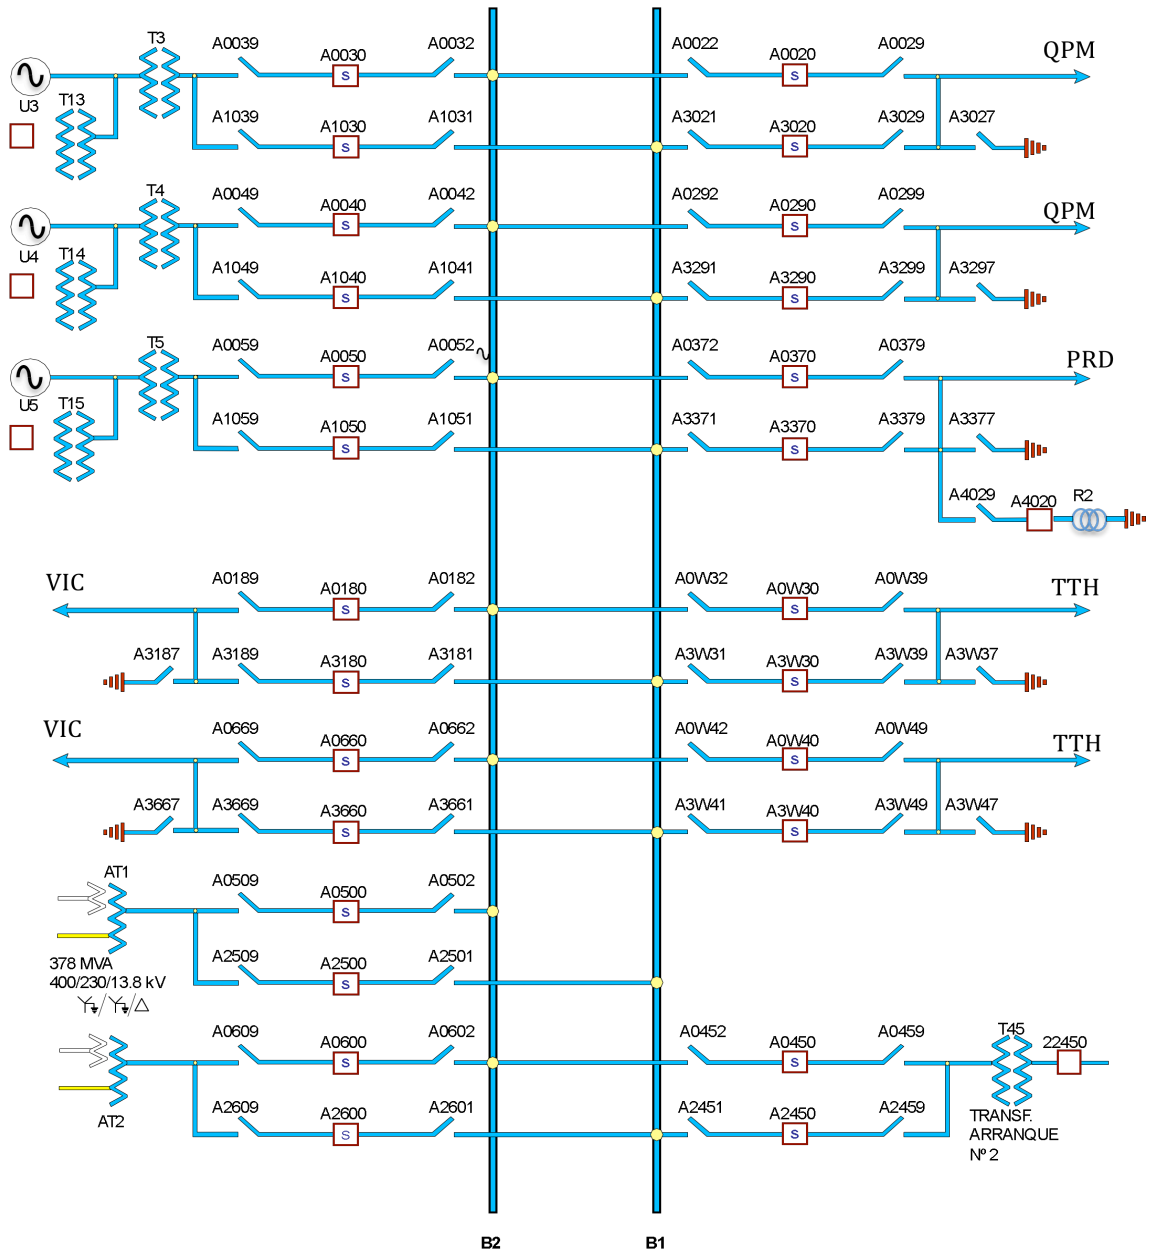 T3 A0039 A0030 A0032 A0022 A0020 A0029 QPM
S S
U3 T13 A1039 A1030 A1031 A3021 A3020 A3029 A3027
S S
T4 A0049 A0040 A0042 A0292 A0290 A0299 QPM
S S
U4 T14 A1049 A1040 A1041 A3291 A3290 A3299 A3297
S S
T5 A0059 A0050 A0052 A0372 A0370 A0379 PRD
S S
U5 T15 A1059 A1050 A1051 A3371 A3370 A3379 A3377
S S
A4029 A4020 R2
VIC A0189 A0180 A0182 A0W32 A0W30 A0W39 TTH
S S
A3187 A3189 A3180 A3181 A3W31 A3W30 A3W39 A3W37
S S
VIC A0669 A0660 A0662 A0W42 A0W40 A0W49 TTH
S S
A3667 A3669 A3660 A3661 A3W41 A3W40 A3W49 A3W47
S S
AT1 A0509 A0500 A0502
S
378 MVA A2509 A2500 A2501
400/230/13.8 kV S
A0609 A0600 A0602 A0452 A0450 A0459 T45 22450
S S
AT2 A2609 A2600 A2601 A2451 A2450 A2459 TRANSF.
S S ARRANQUE
Nº 2
B2 B1